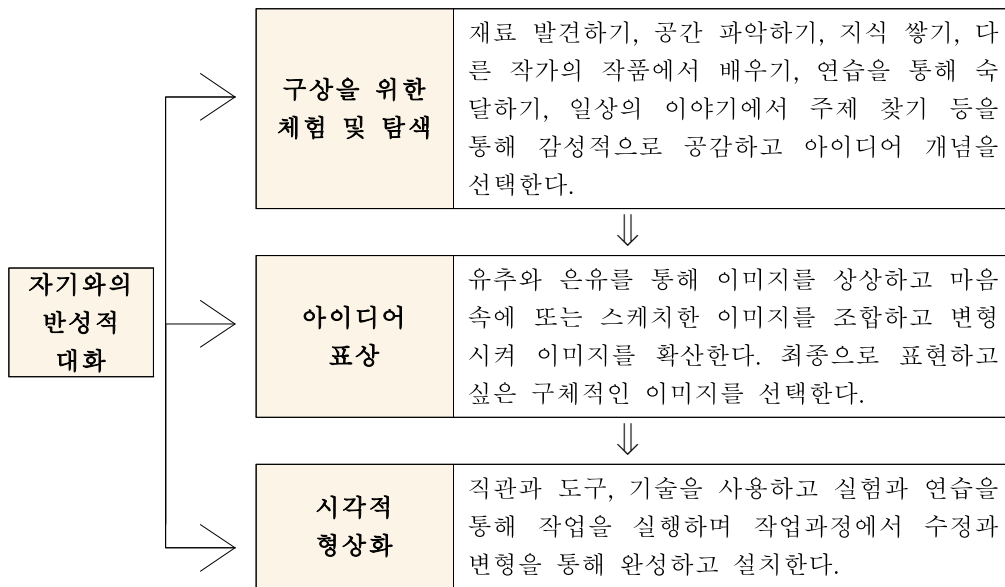 구상을 위한
체험 및 탐색
재료 발견하기, 공간 파악하기, 지식 쌓기, 다
른 작가의 작품에서 배우기, 연습을 통해 숙
달하기, 일상의 이야기에서 주제 찾기 등을
통해 감성적으로 공감하고 아이디어 개념을
선택한다.
자기와의
반성적
대화
아이디어
표상
유추와 은유를 통해 이미지를 상상하고 마음
속에 또는 스케치한 이미지를 조합하고 변형
시켜 이미지를 확산한다. 최종으로 표현하고
싶은 구체적인 이미지를 선택한다.
시각적
형상화
직관과 도구, 기술을 사용하고 실험과 연습을
통해 작업을 실행하며 작업과정에서 수정과
변형을 통해 완성하고 설치한다.